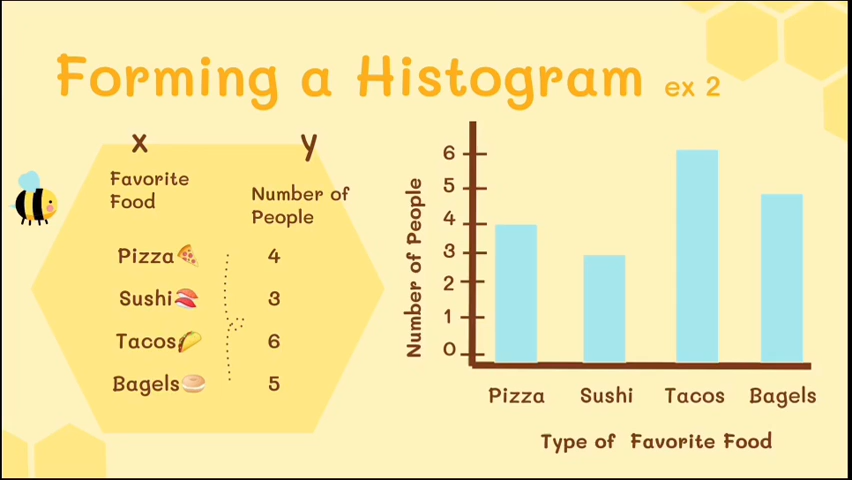 Forming a Histogram ex 2
x y
Favorite
Food
Number of
People
Pizza 4
Sushi 3
Tacos 6
Bagels 5
Number of People
6
5
4
3
2
1
0
Pizza Sushi Tacos Bagels
Type of Favorite Food